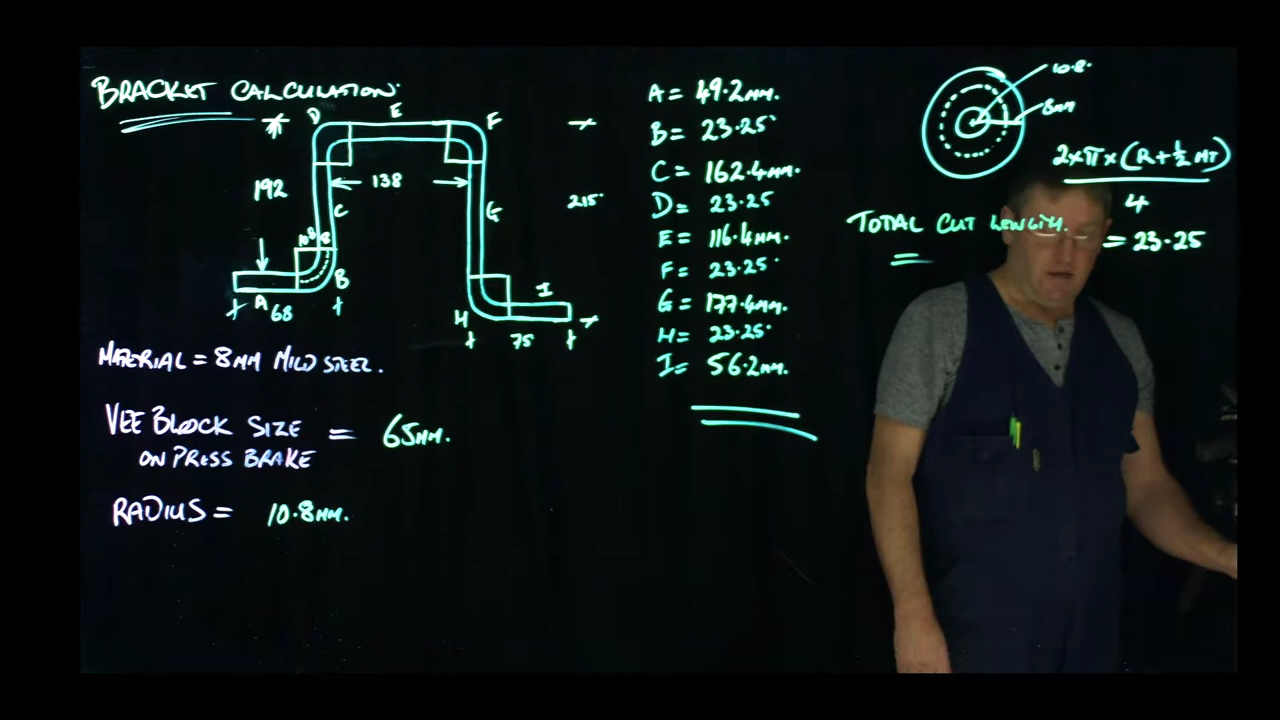 BRACKET CALCULATION.
D
E
F
192
138
C
G
215
10.8 8
B
A
68
H
I
75
MATERIAL = 8MM MILD STEEL.
VEE BLOCK SIZE = 65MM.
ON PRESS BRAKE
RADIUS = 10.8MM.
A = 49.2MM.
B = 23.25
C = 162.4MM.
D = 23.25
E = 116.4MM.
F = 23.25
G = 177.4MM.
H = 23.25
I = 56.2MM.
10.8
8MM
2×π×(R+½MT)
4
= 23.25
TOTAL CUT LENGTH.
=